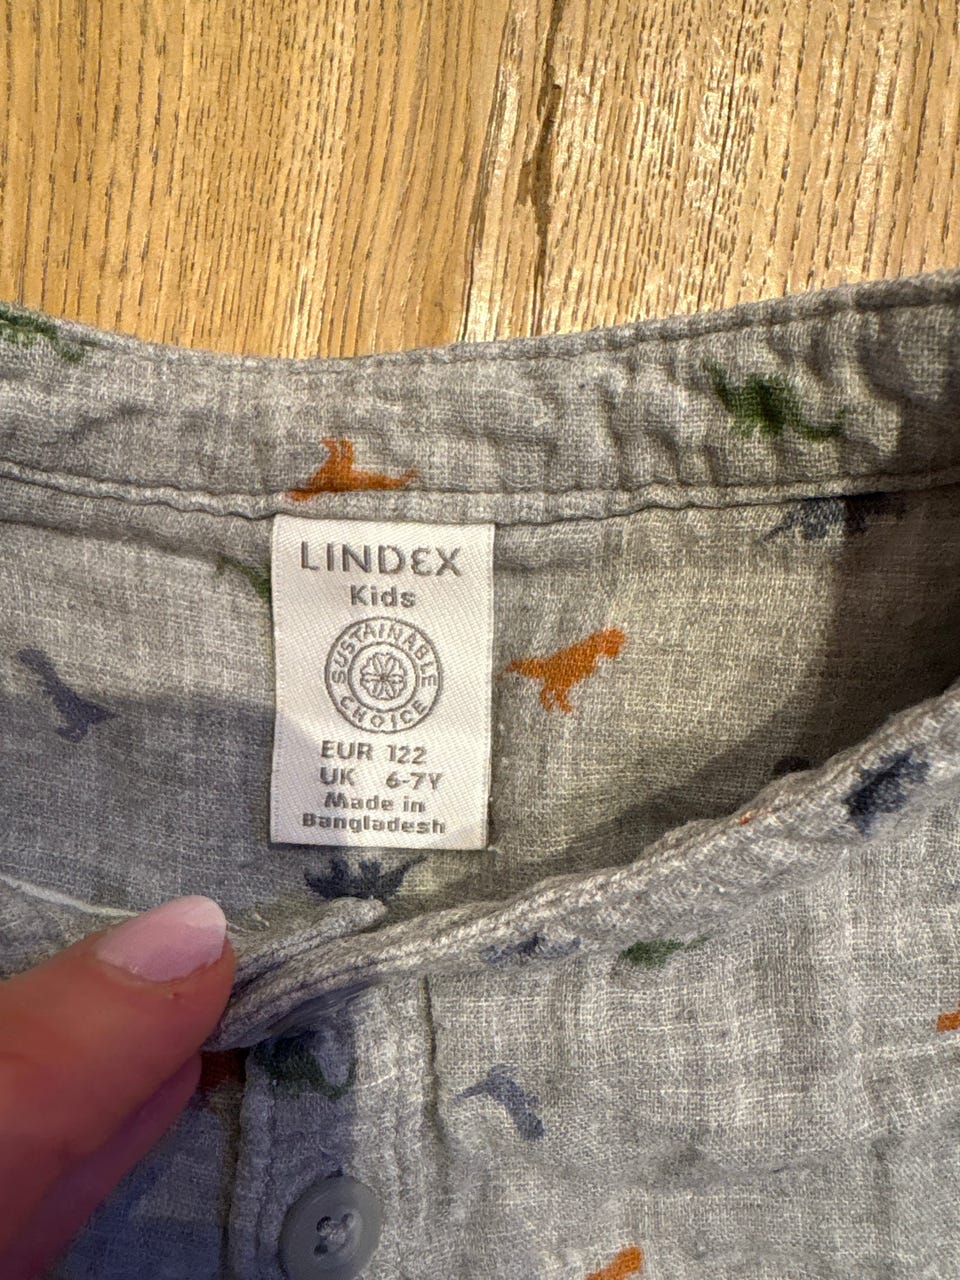 LINDEX
Kids
SUSTAINABLE
CHOICE
EUR 122
UK 6-7Y
Made in
Bangladesh